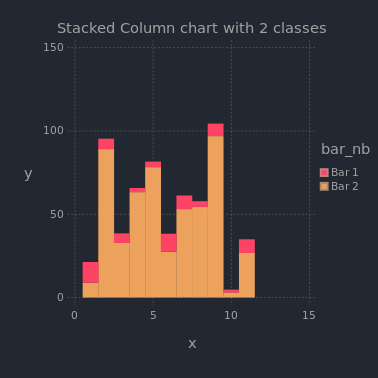 Stacked Column chart with 2 classes
150
100
50
0
y
0 5 10 15
x
bar_nb
Bar 1
Bar 2